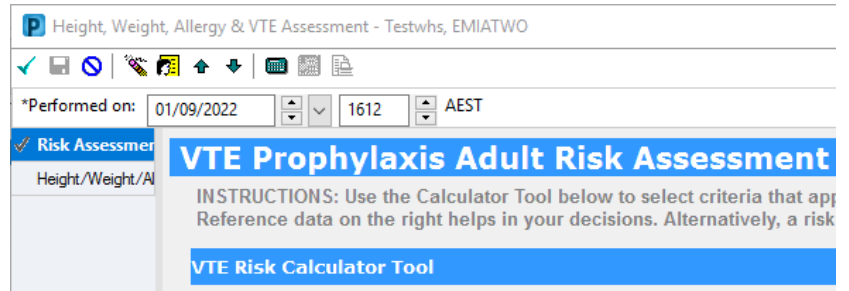 Height, Weight, Allergy & VTE Assessment - Testwhs, EMIATWO
*Performed on: 01/09/2022 1612 AEST
Risk Assessmer
VTE Prophylaxis Adult Risk Assessment
Height/Weight/Al
INSTRUCTIONS: Use the Calculator Tool below to select criteria that app
Reference data on the right helps in your decisions. Alternatively, a risk
VTE Risk Calculator Tool